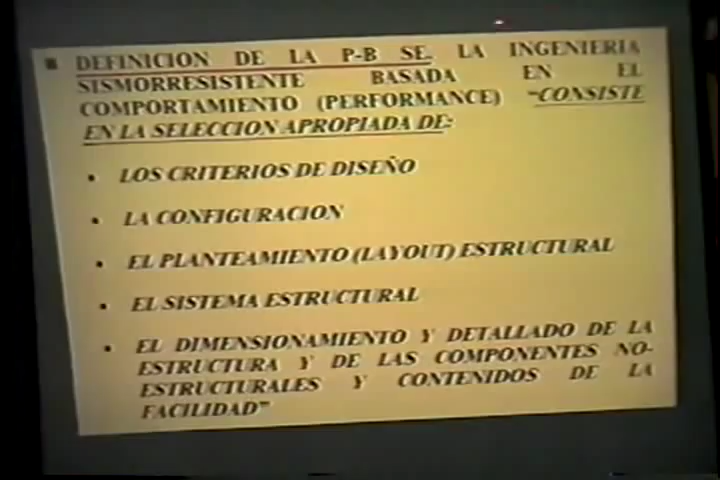 DEFINICION DE LA P-B SE. LA INGENIERIA
SISMORRESISTENTE BASADA EN EL
COMPORTAMIENTO (PERFORMANCE) "CONSISTE
EN LA SELECCION APROPIADA DE:
• LOS CRITERIOS DE DISEÑO
• LA CONFIGURACION
• EL PLANTEAMIENTO (LAYOUT) ESTRUCTURAL
• EL SISTEMA ESTRUCTURAL
• EL DIMENSIONAMIENTO Y DETALLADO DE LA
ESTRUCTURA Y DE LAS COMPONENTES NO-
ESTRUCTURALES Y CONTENIDOS DE LA
FACILIDAD"